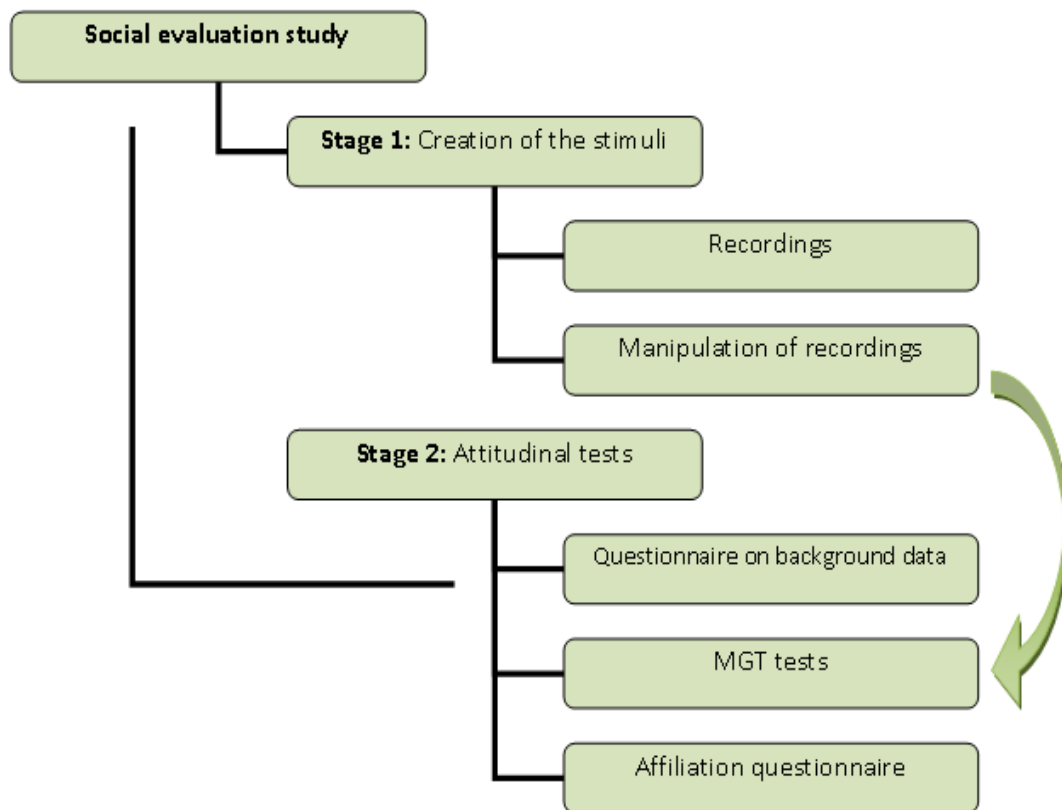 Social evaluation study
Stage 1: Creation of the stimuli
Recordings
Manipulation of recordings
Stage 2: Attitudinal tests
Questionnaire on background data
MGT tests
Affiliation questionnaire